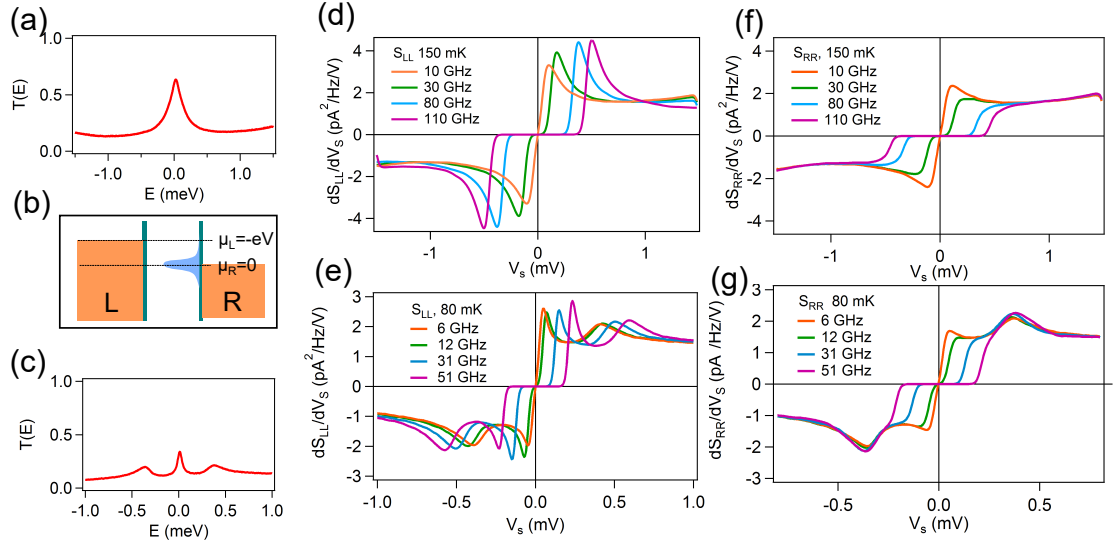 (a)
1.0
0.5
0.0
T(E)
-1 0 1
E (meV)
(b)
μL=-eV
μR=0
L R
(c)
1.0
0.5
0.0
T(E)
-1.0 -0.5 0.0 0.5 1.0
E (meV)
(d)
SLL 150 mK
10 GHz
30 GHz
80 GHz
110 GHz
4
2
0
-2
-4
dSLL/dVS (pA²/Hz/V)
-1 0 1
Vs (mV)
(e)
SLL, 80 mK
6 GHz
12 GHz
31 GHz
51 GHz
3
2
1
0
-1
-2
-3
dSLL/dVS (pA²/Hz/V)
-1.0 -0.5 0.0 0.5 1.0
Vs (mV)
(f)
SRR, 150 mK
10 GHz
30 GHz
80 GHz
110 GHz
4
2
0
-2
-4
dSRR/dVS (pA²/Hz/V)
-1 0 1
Vs (mV)
(g)
SRR 80 mK
6 GHz
12 GHz
31 GHz
51 GHz
3
2
1
0
-1
-2
-3
dSRR/dVS (pA²/Hz/V)
-0.5 0.0 0.5
Vs (mV)